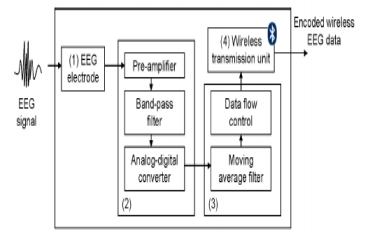 EEG
signal
(1) EEG
electrode
Pre-amplifier
Band-pass
filter
Analog-digital
converter
(2)
Moving
average filter
Data flow
control
(3)
(4) Wireless
transmission unit
Encoded wireless
EEG data